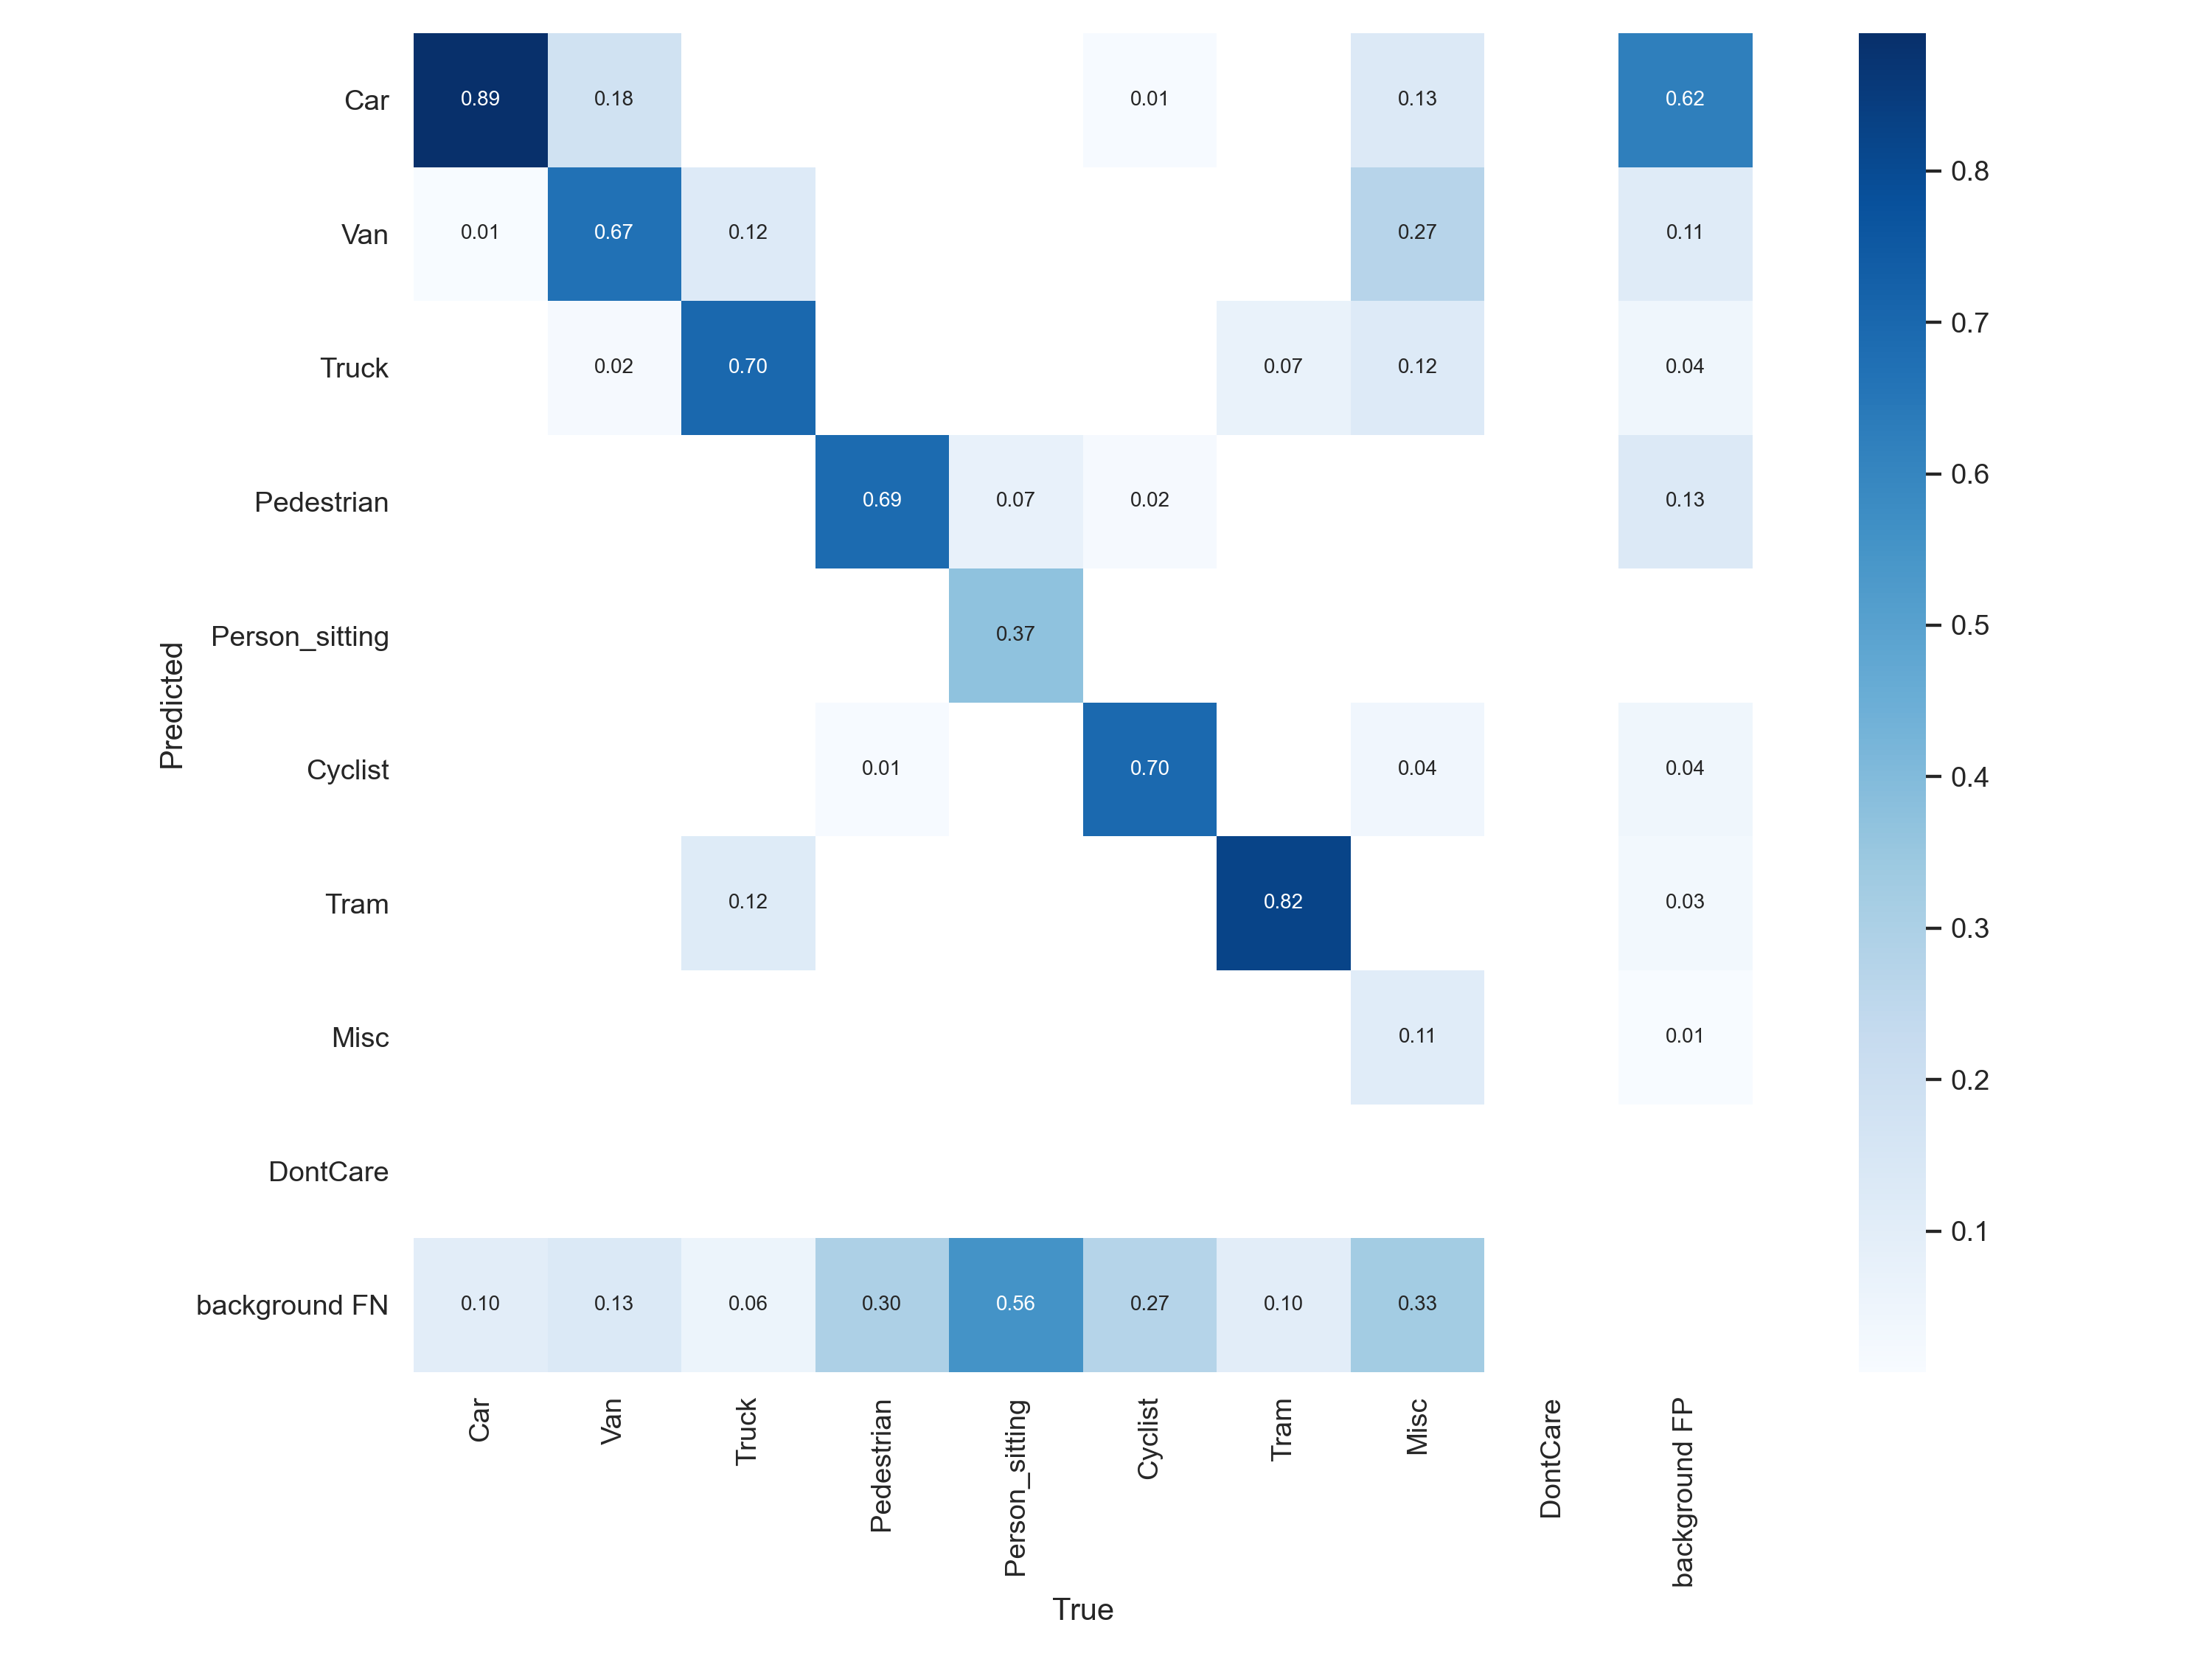 Car 0.89 0.18 0.01 0.13 0.62
Van 0.01 0.67 0.12 0.27 0.11
Truck 0.02 0.70 0.07 0.12 0.04
Pedestrian 0.69 0.07 0.02 0.13
Person_sitting 0.37
Cyclist 0.01 0.70 0.04 0.04
Tram 0.12 0.82 0.03
Misc 0.11 0.01
DontCare
background FN 0.10 0.13 0.06 0.30 0.56 0.27 0.10 0.33
Predicted
Car Van Truck Pedestrian Person_sitting Cyclist Tram Misc DontCare background FP
True
0.8
0.7
0.6
0.5
0.4
0.3
0.2
0.1